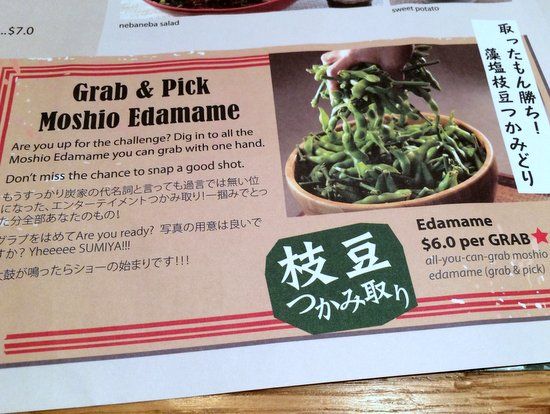 ...$7.0
nebaneba salad
sweet potato
Grab & Pick
Moshio Edamame
Are you up for the challenge? Dig in to all the
Moshio Edamame you can grab with one hand.
Don't miss the chance to snap a good shot.
もうすっかり炭家の代名詞と言っても過言では無い位
になった、エンターテイメントつかみ取り!一掴みでとっ
た分全部あなたのもの!
グラブをはめてAre you ready? 写真の用意は良いで
すか? Yheeeee SUMIYA!!!
太鼓が鳴ったらショーの始まりです!!!
取ったもん勝ち!
藻塩枝豆つかみどり
枝豆
つかみ取り
Edamame
$6.0 per GRAB
all-you-can-grab moshio
edamame (grab & pick)